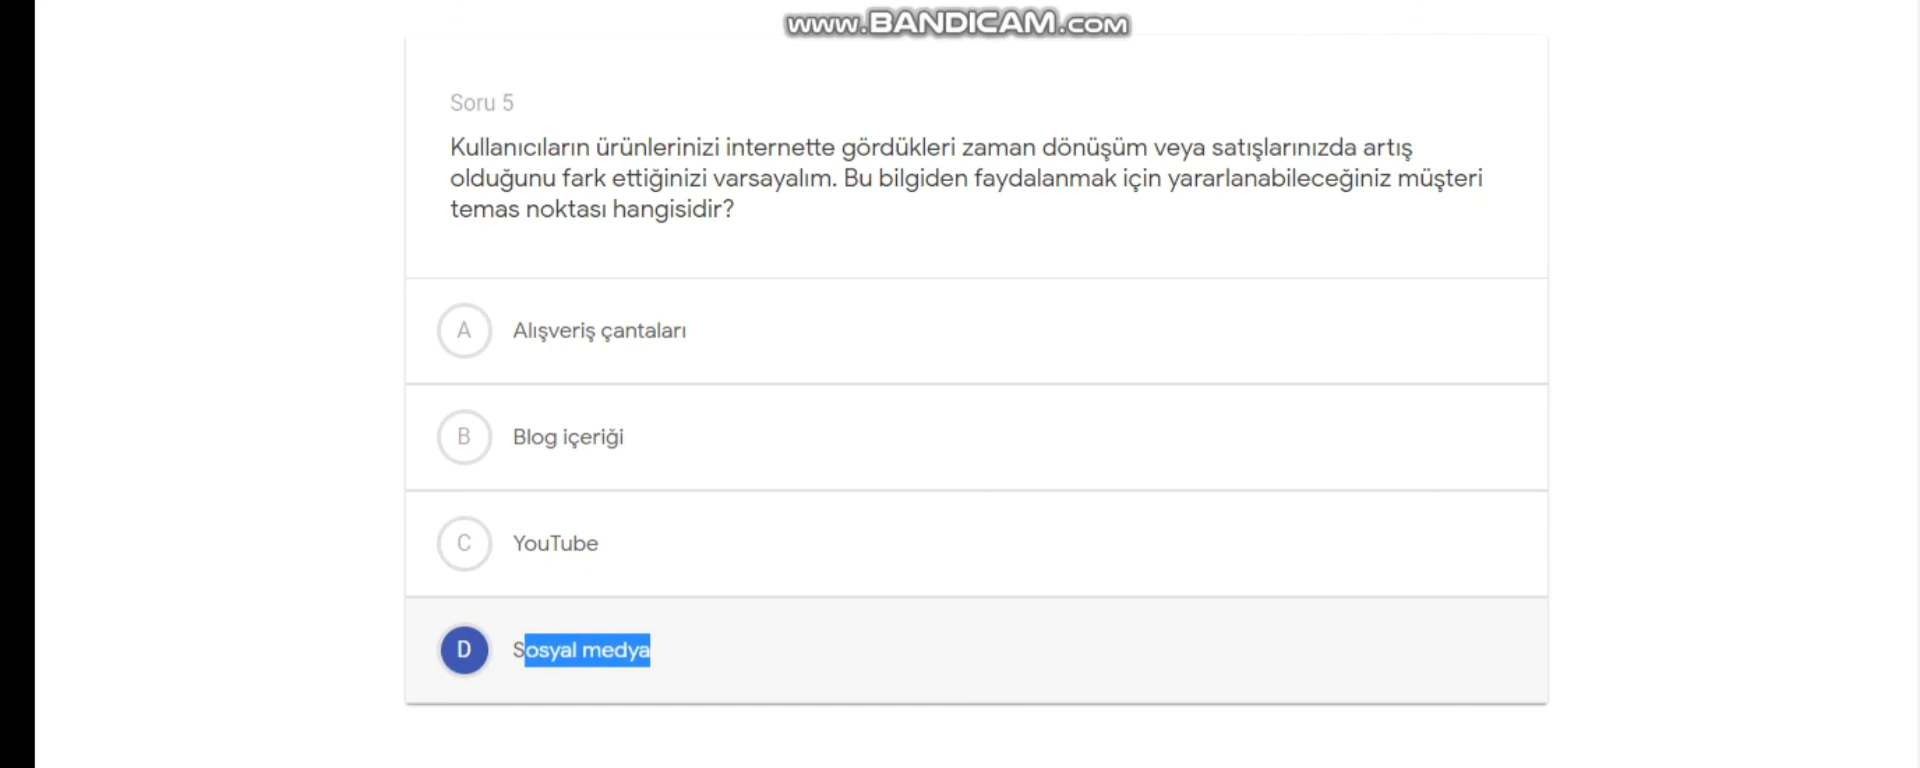 www.BANDICAM.com
Soru 5
Kullanıcıların ürünlerinizi internette gördükleri zaman dönüşüm veya satışlarınızda artış
olduğunu fark ettiğinizi varsayalım. Bu bilgiden faydalanmak için yararlanabileceğiniz müşteri
temas noktası hangisidir?
A Alışveriş çantaları
B Blog içeriği
C YouTube
D Sosyal medya